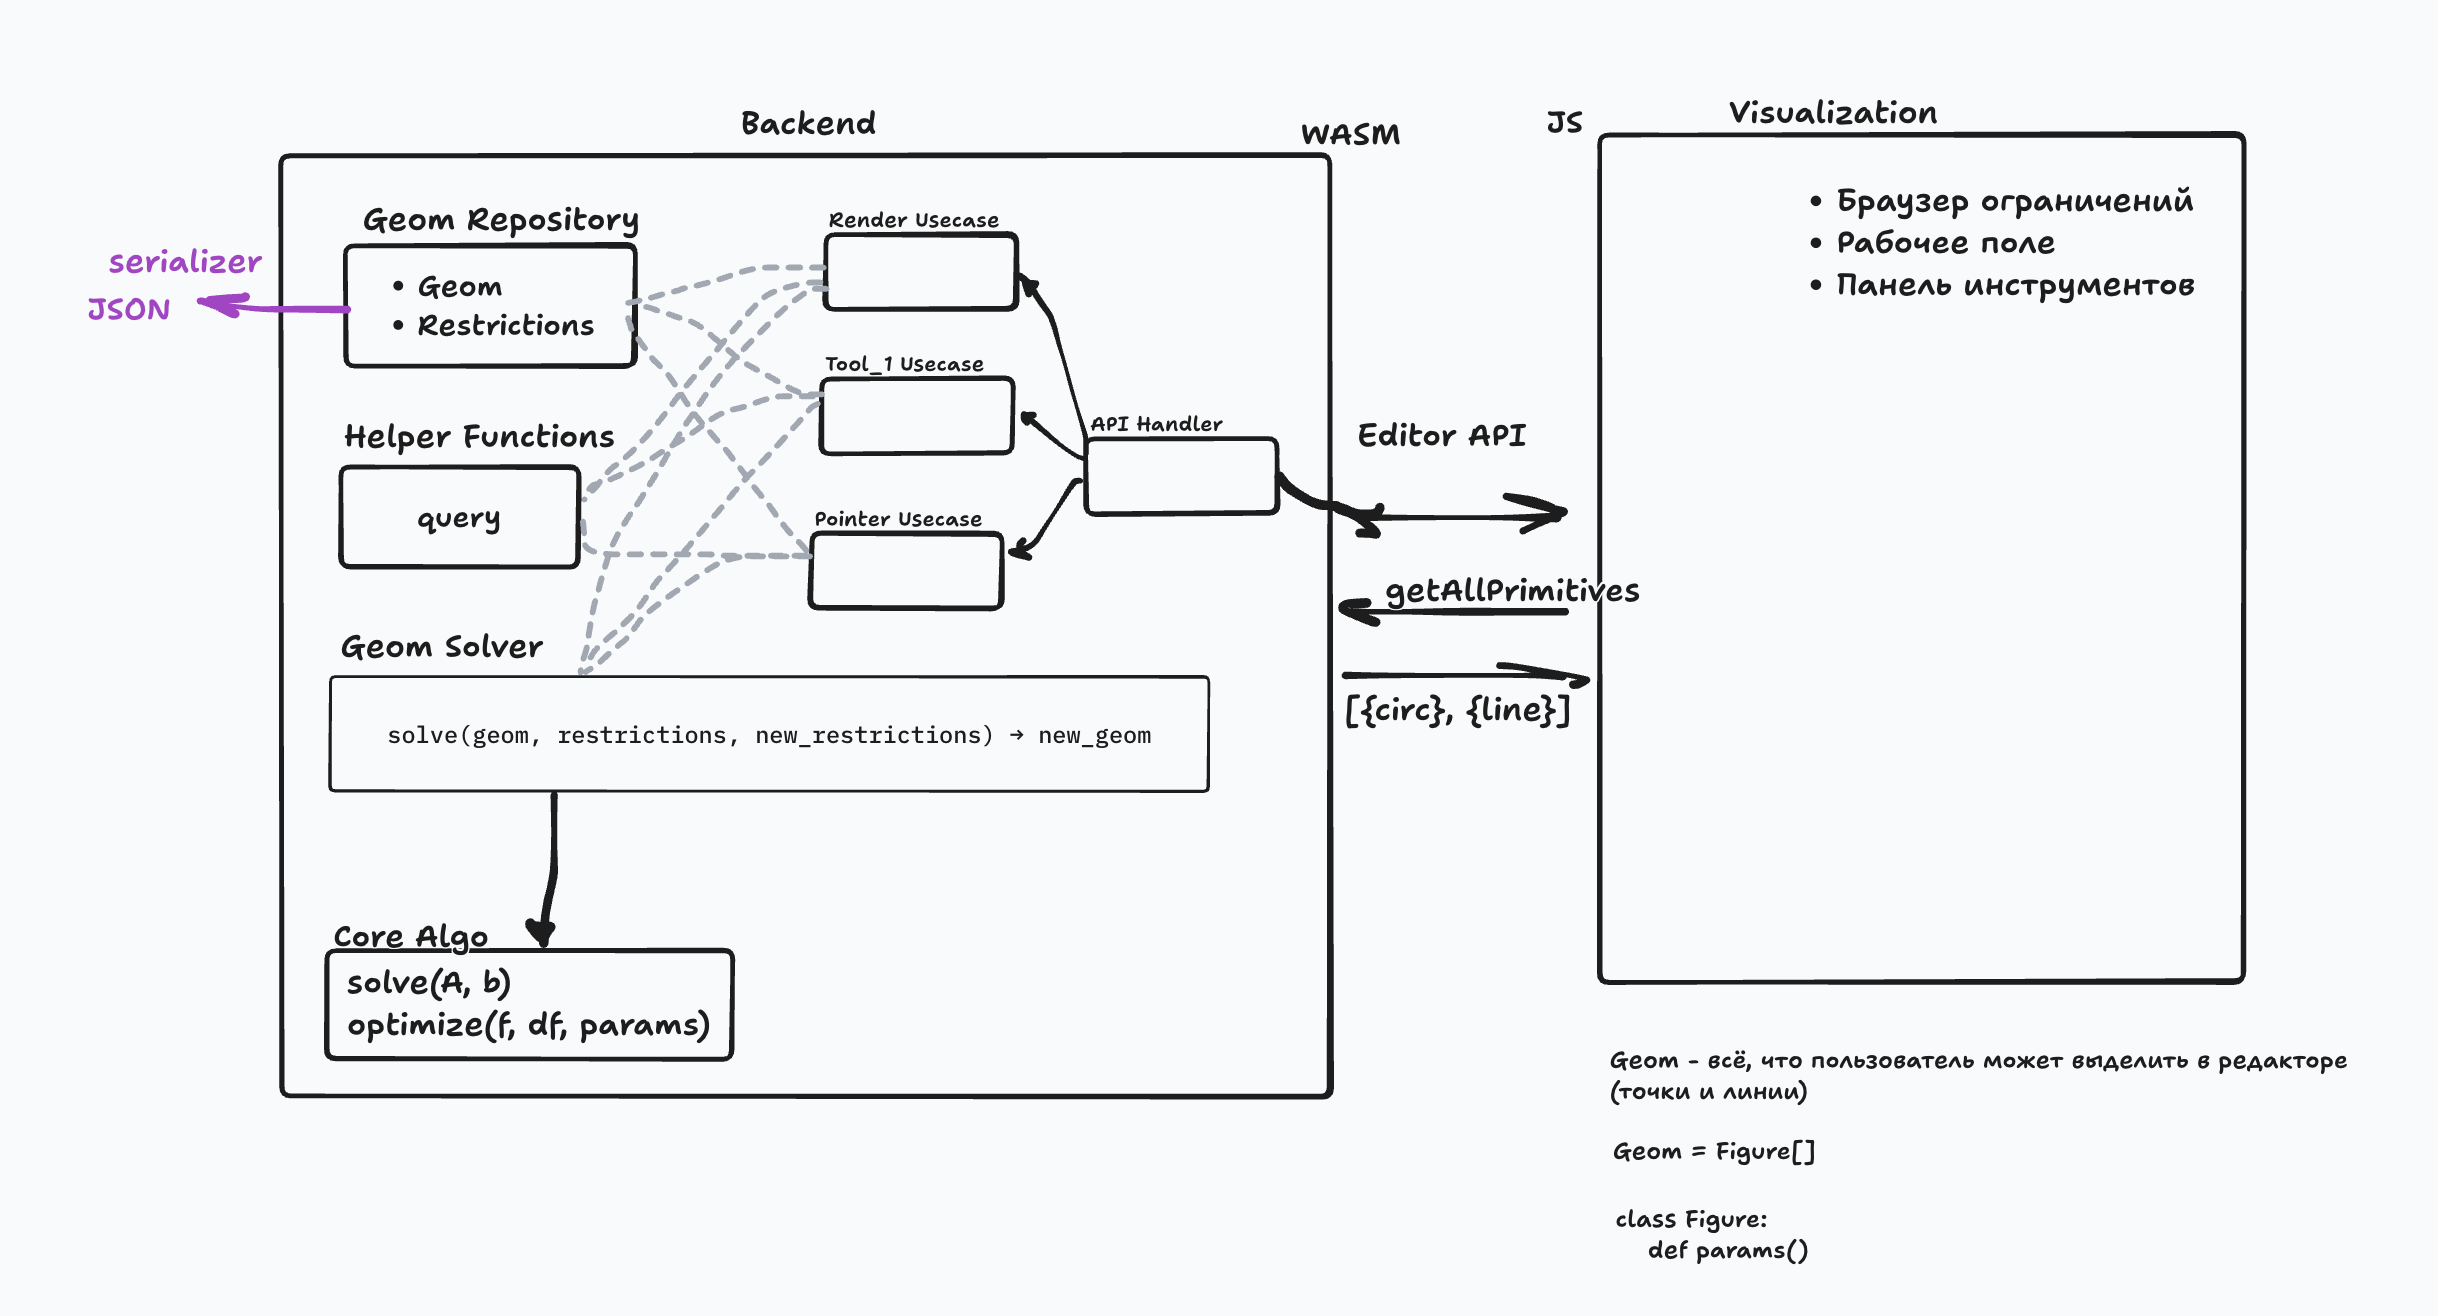 Backend
WASM
JS
Visualization
Geom Repository
• Geom
• Restrictions
serializer
JSON
Render Usecase
Tool_1 Usecase
Helper Functions
query
API Handler
Pointer Usecase
Geom Solver
solve(geom, restrictions, new_restrictions) → new_geom
Core Algo
solve(A, b)
optimize(f, df, params)
Editor API
getAllPrimitives
[{circ}, {line}]
• Браузер ограничений
• Рабочее поле
• Панель инструментов
Geom - всё, что пользователь может выделить в редакторе
(точки и линии)
Geom = Figure[]
class Figure:
def params()